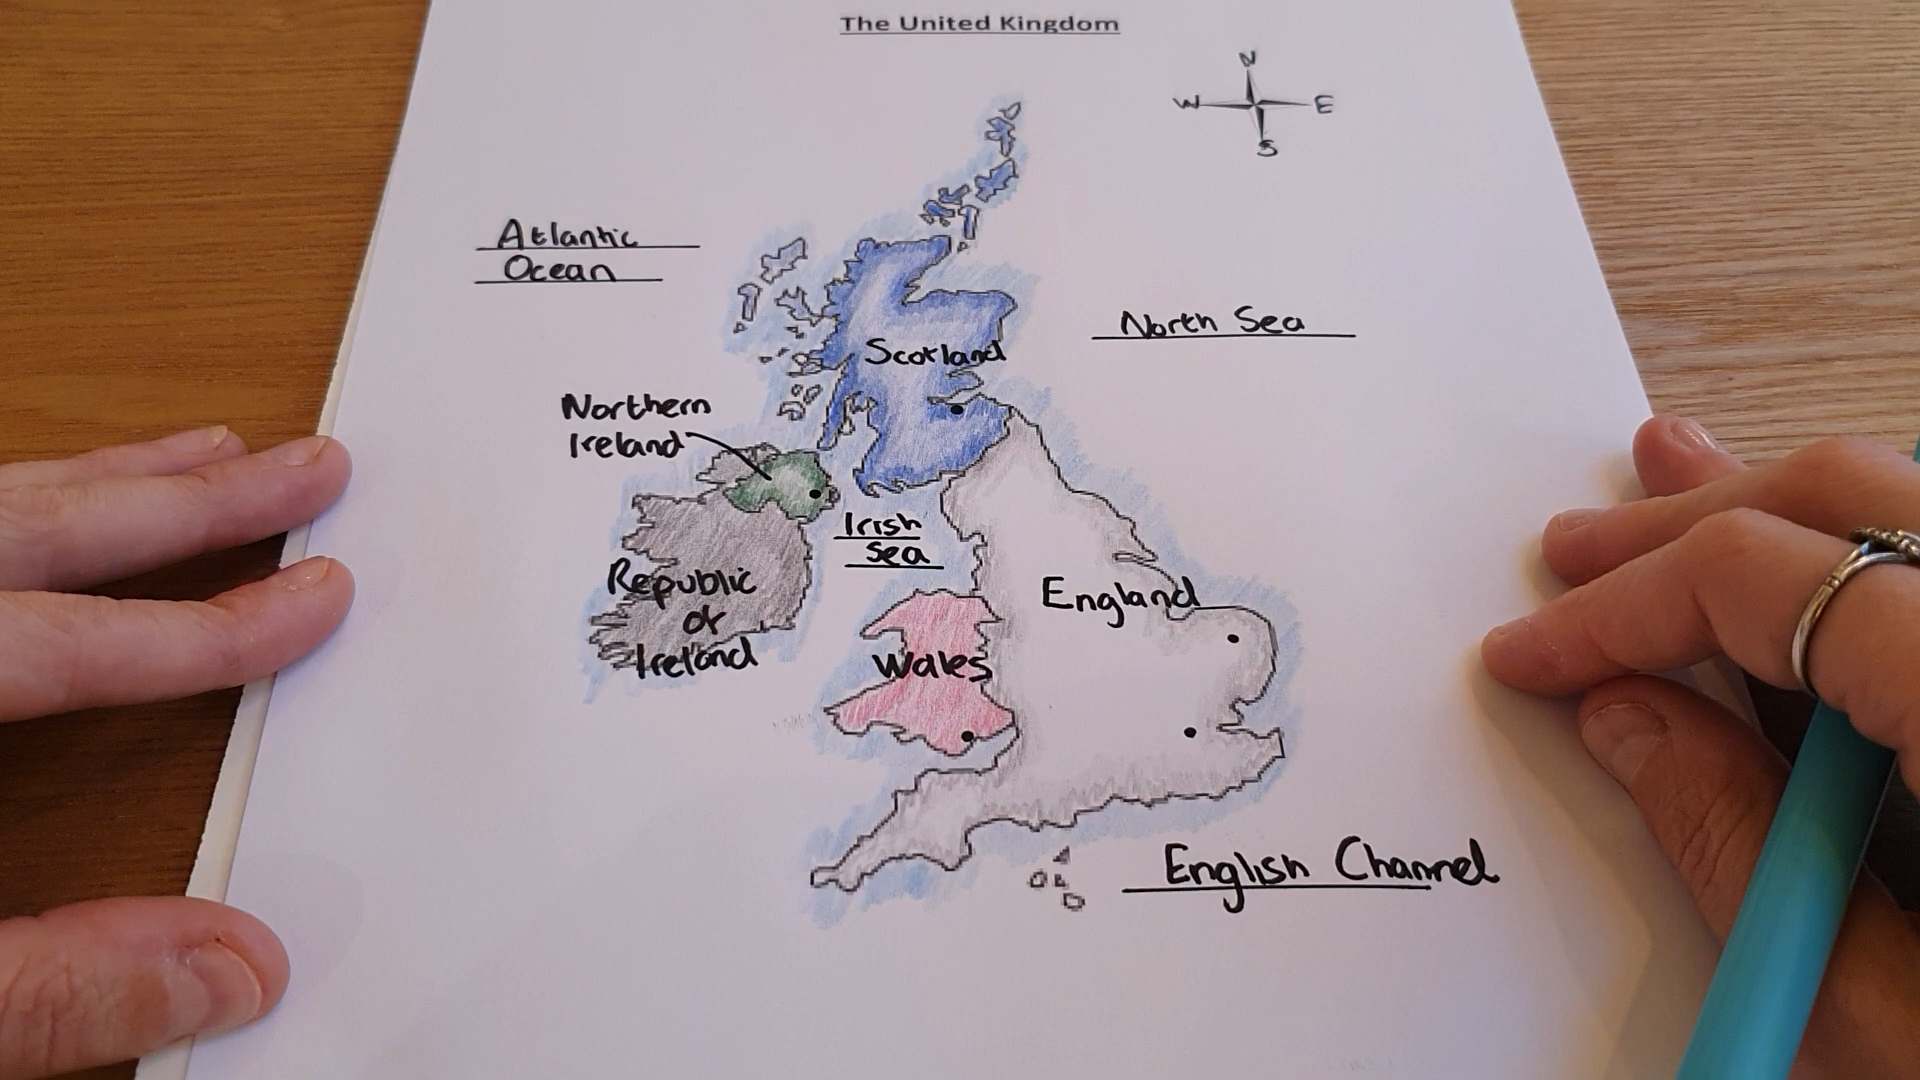 The United Kingdom
N
W E
S
Atlantic
Ocean
North Sea
Scotland
Northern
Ireland
Irish
Sea
Republic
of
Ireland
England
Wales
English Channel